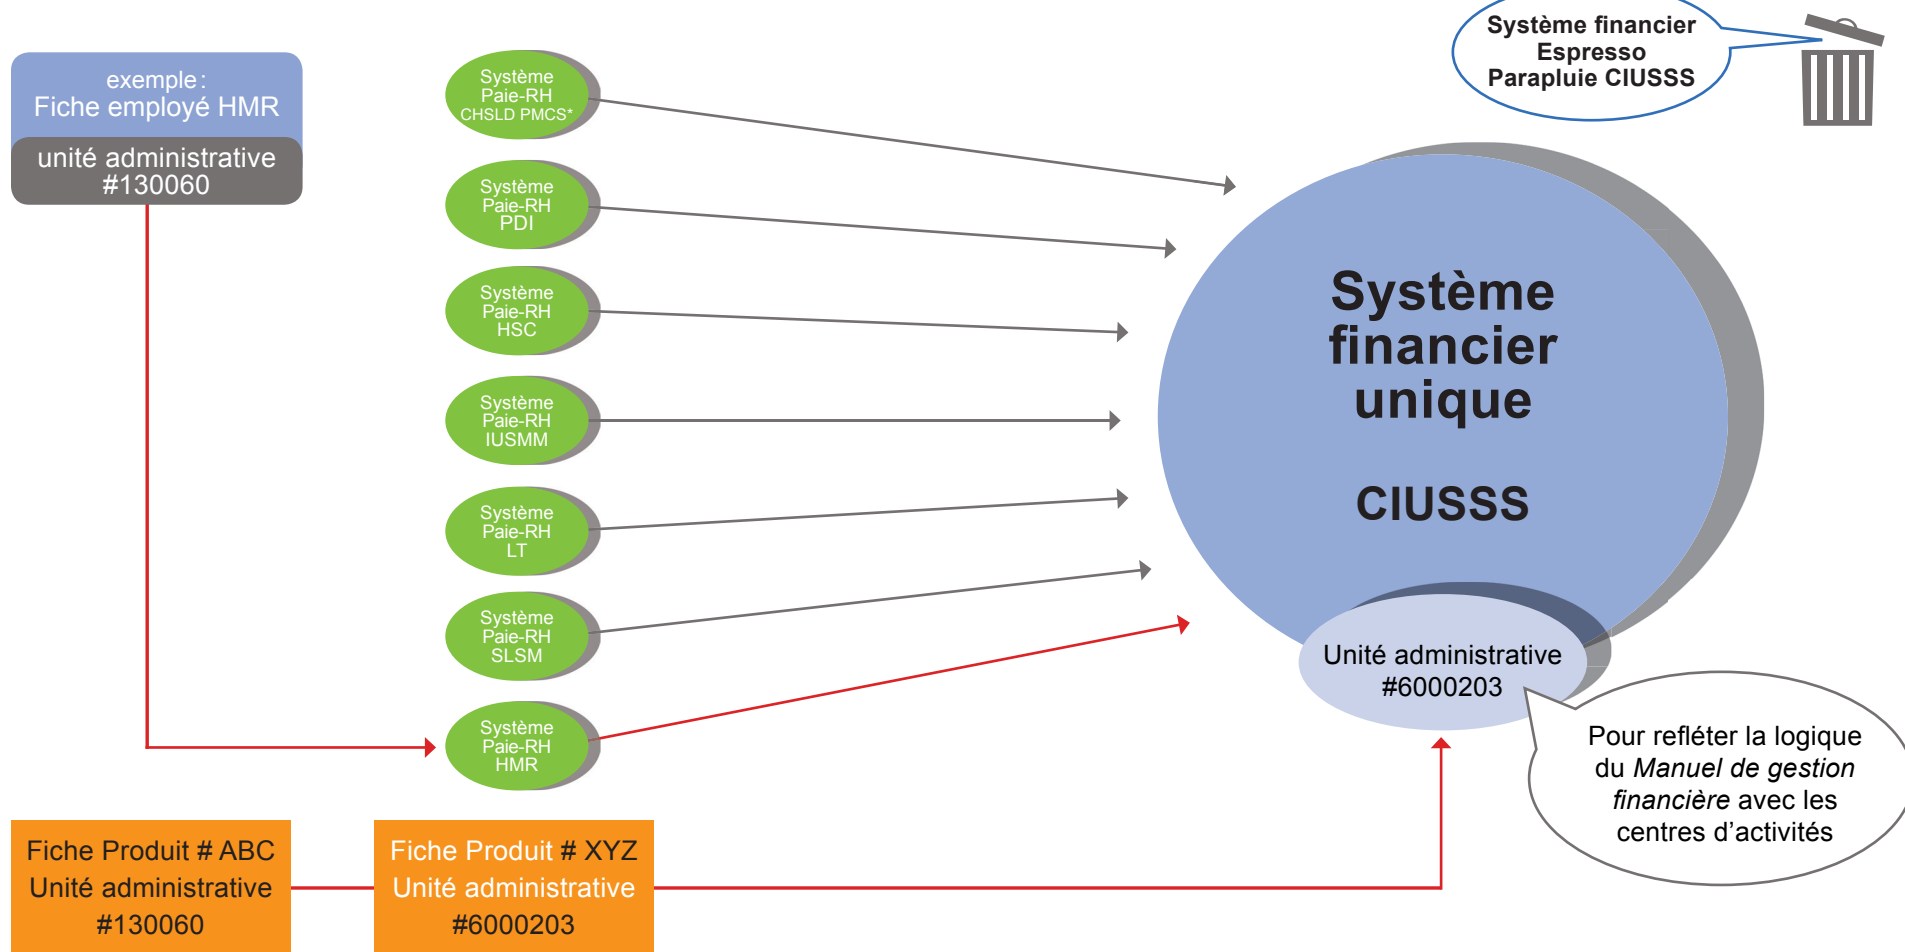 Système financier
Espresso
Parapluie CIUSSS
exemple :
Fiche employé HMR
unité administrative
#130060
Système
Paie-RH
CHSLD PMCS*
Système
Paie-RH
PDI
Système
Paie-RH
HSC
Système
Paie-RH
IUSMM
Système
Paie-RH
LT
Système
Paie-RH
SLSM
Système
Paie-RH
HMR
Système
financier
unique
CIUSSS
Unité administrative
#6000203
Pour refléter la logique
du Manuel de gestion
financière avec les
centres d’activités
Fiche Produit # ABC
Unité administrative
#130060
Fiche Produit # XYZ
Unité administrative
#6000203